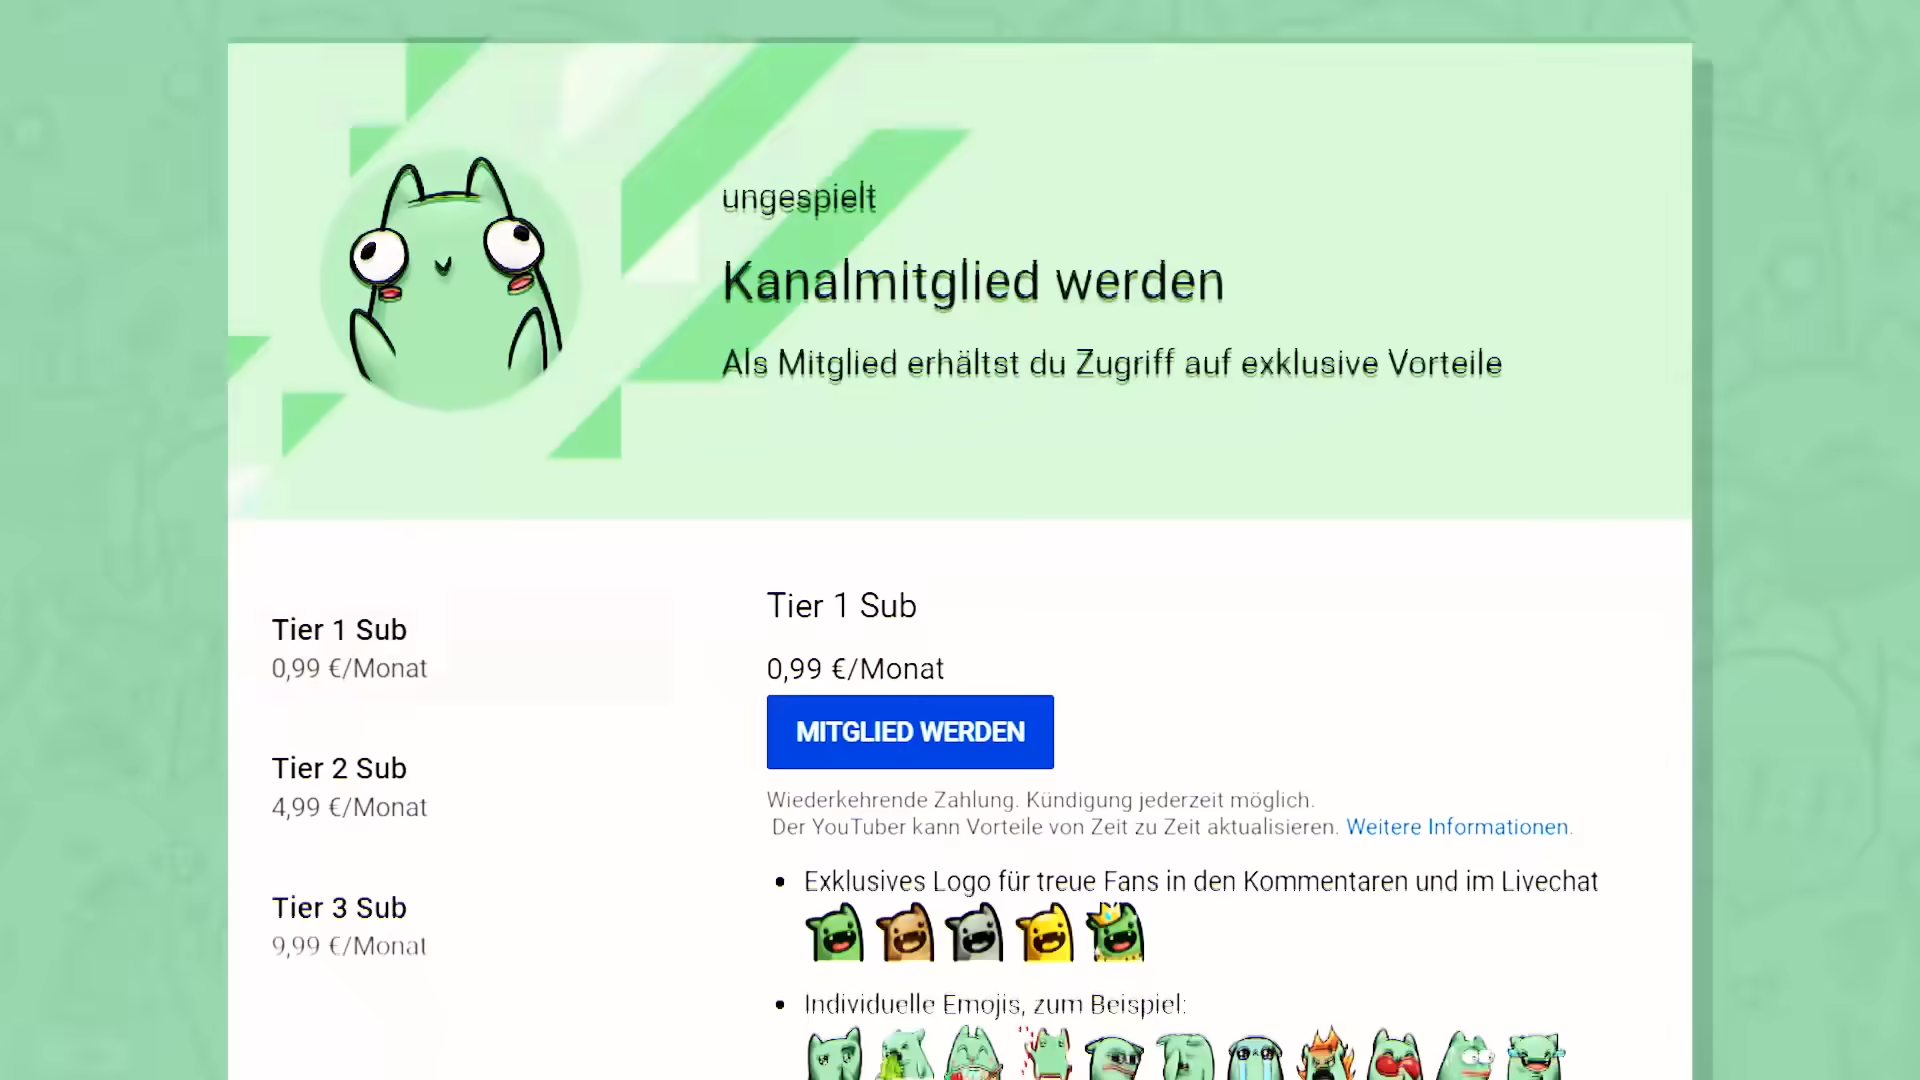 ungespielt
Kanalmitglied werden
Als Mitglied erhältst du Zugriff auf exklusive Vorteile
Tier 1 Sub
0,99 €/Monat
Tier 2 Sub
4,99 €/Monat
Tier 3 Sub
9,99 €/Monat
Tier 1 Sub
0,99 €/Monat
MITGLIED WERDEN
Wiederkehrende Zahlung. Kündigung jederzeit möglich.
Der YouTuber kann Vorteile von Zeit zu Zeit aktualisieren. Weitere Informationen.
• Exklusives Logo für treue Fans in den Kommentaren und im Livechat
• Individuelle Emojis, zum Beispiel: